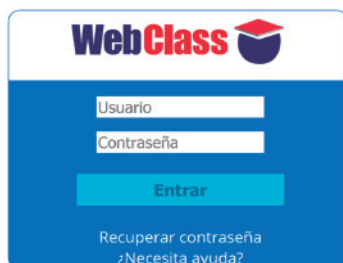 WebClass
Usuario
Contraseña
Entrar
Recuperar contraseña
¿Necesita ayuda?